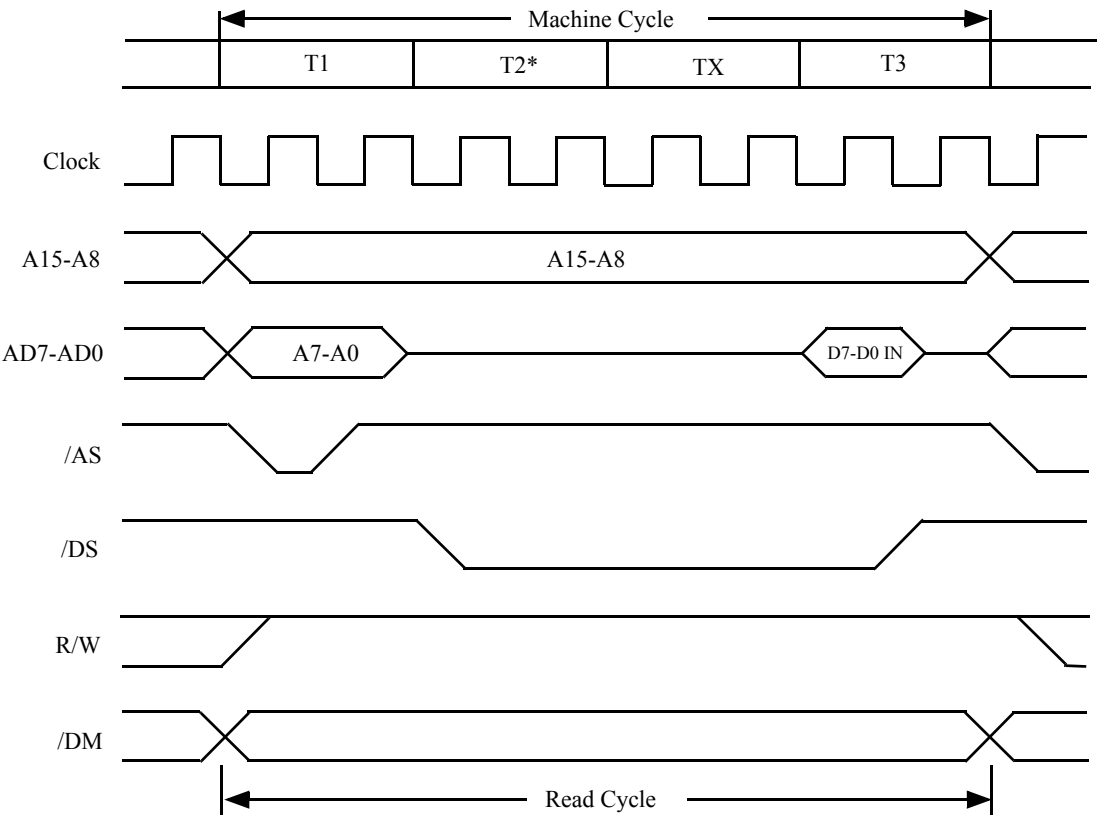 Machine Cycle
T1 T2* TX T3
Clock
A15-A8 A15-A8
AD7-AD0 A7-A0 D7-D0 IN
/AS
/DS
R/W
/DM
Read Cycle